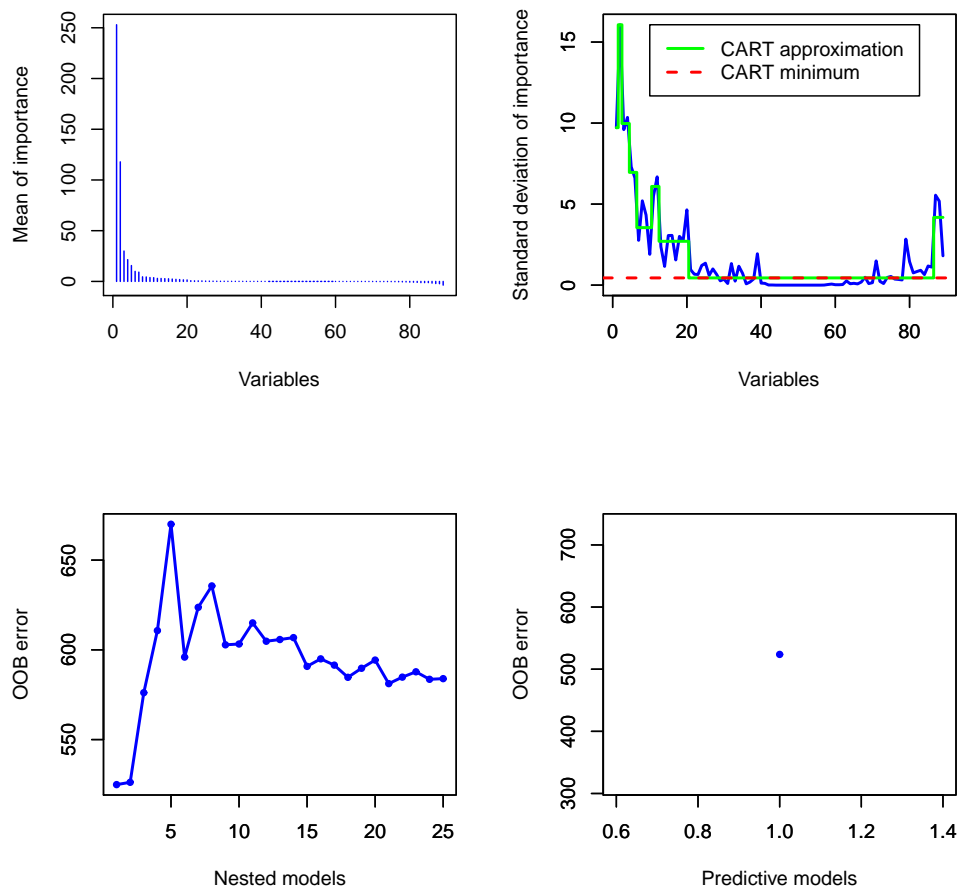 Mean of importance
250
200
150
100
50
0
0 20 40 60 80
Variables
Standard deviation of importance
15
10
5
0
CART approximation
CART minimum
0 20 40 60 80
Variables
OOB error
650
600
550
5 10 15 20 25
Nested models
OOB error
700
600
500
400
300
0.6 0.8 1.0 1.2 1.4
Predictive models